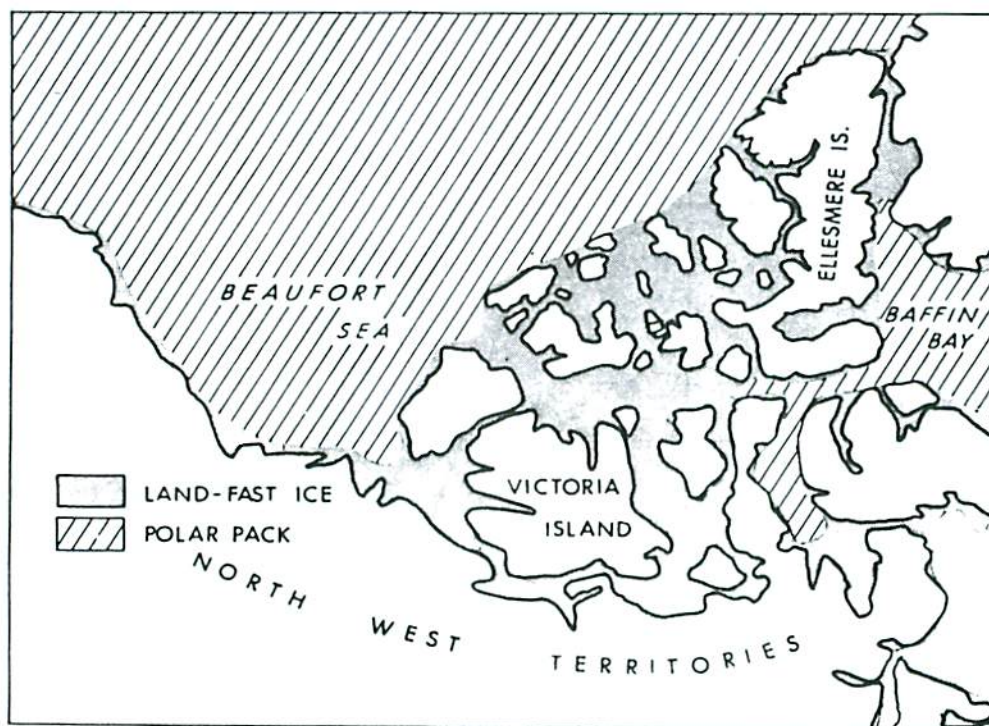 ELLESMERE IS.
BEAUFORT
SEA
BAFFIN
BAY
VICTORIA
ISLAND
LAND-FAST ICE
POLAR PACK
NORTH WEST TERRITORIES